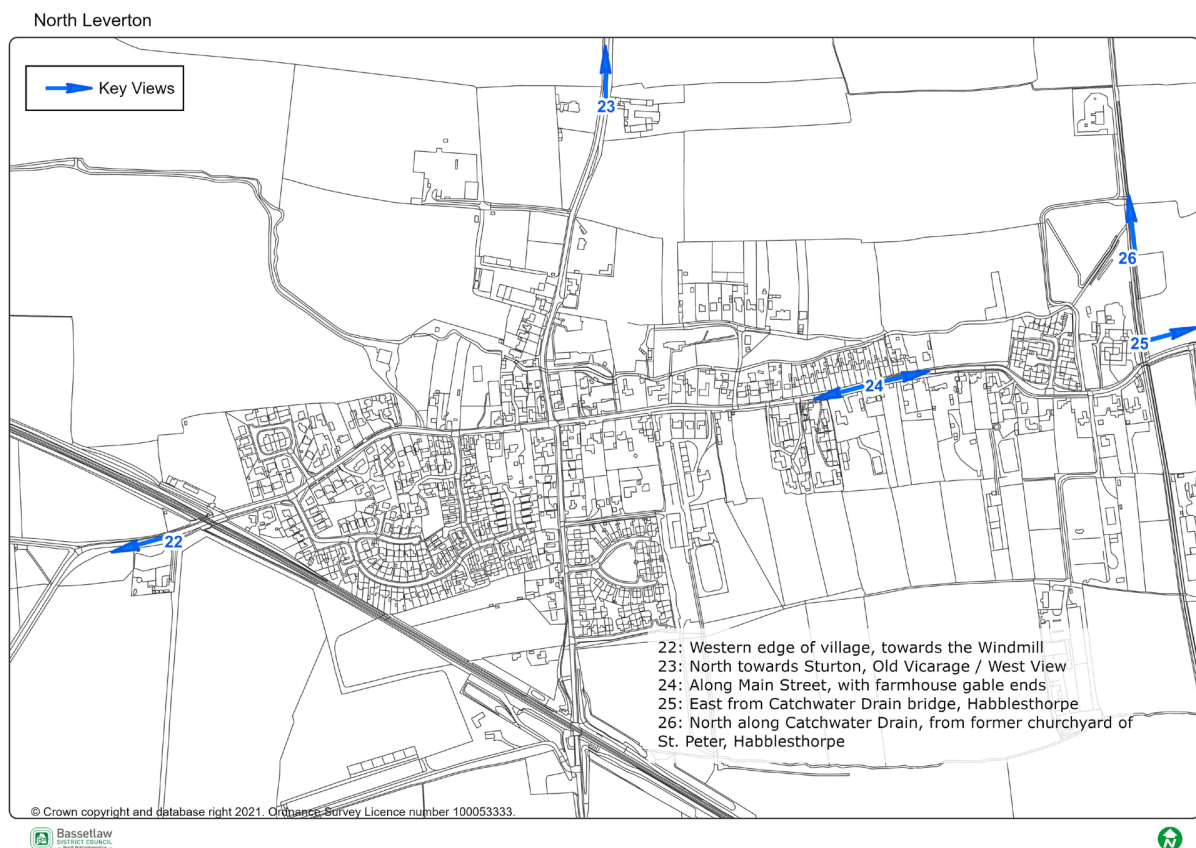 North Leverton
Key Views
23
26
25
24
22
22: Western edge of village, towards the Windmill
23: North towards Sturton, Old Vicarage / West View
24: Along Main Street, with farmhouse gable ends
25: East from Catchwater Drain bridge, Habblesthorpe
26: North along Catchwater Drain, from former churchyard of
St. Peter, Habblesthorpe
© Crown copyright and database right 2021. Ordnance Survey Licence number 100053333.
Bassetlaw
DISTRICT COUNCIL
North Nottinghamshire
N